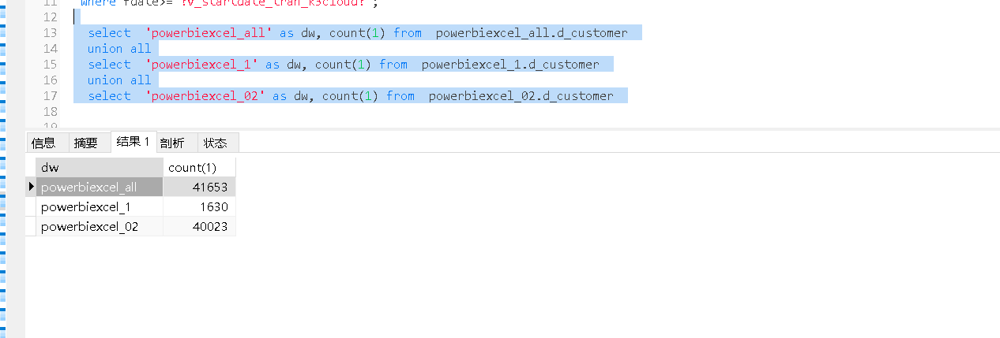 11 where fdate>= '?v_startdate_tran_k3cloud?';
12
13 select 'powerbiexcel_all' as dw, count(1) from powerbiexcel_all.d_customer
14 union all
15 select 'powerbiexcel_1' as dw, count(1) from powerbiexcel_1.d_customer
16 union all
17 select 'powerbiexcel_02' as dw, count(1) from powerbiexcel_02.d_customer
18
19
信息 摘要 结果 1 剖析 状态
dw count(1)
powerbiexcel_all 41653
powerbiexcel_1 1630
powerbiexcel_02 40023